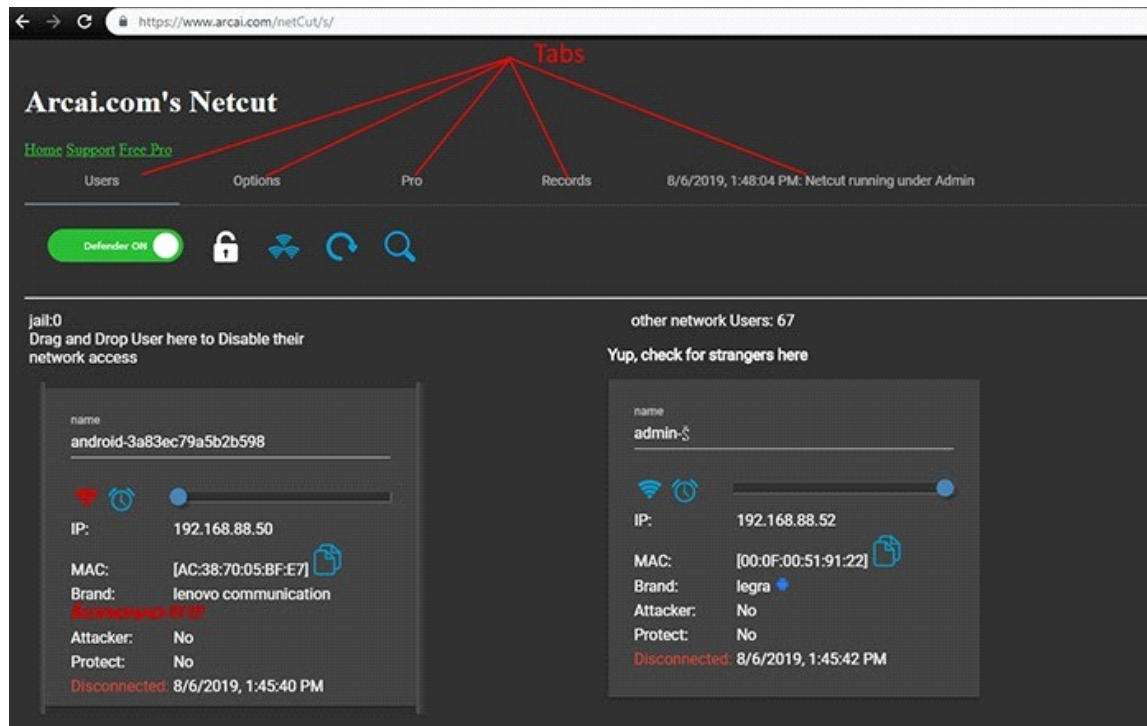 https://www.arcai.com/netCut/s/
Tabs
Arcai.com's Netcut
Home Support Free Pro
Users Options Pro Records 8/6/2019, 1:48:04 PM: Netcut running under Admin
Defender ON
jail:0
Drag and Drop User here to Disable their
network access
name
android-3a83ec79a5b2b598
IP: 192.168.88.50
MAC: [AC:38:70:05:BF:E7]
Brand: lenovo communication
Attacker: No
Protect: No
Disconnected: 8/6/2019, 1:45:40 PM
other network Users: 67
Yup, check for strangers here
name
admin-
IP: 192.168.88.52
MAC: [00:0F:00:51:91:22]
Brand: legra
Attacker: No
Protect: No
Disconnected: 8/6/2019, 1:45:42 PM